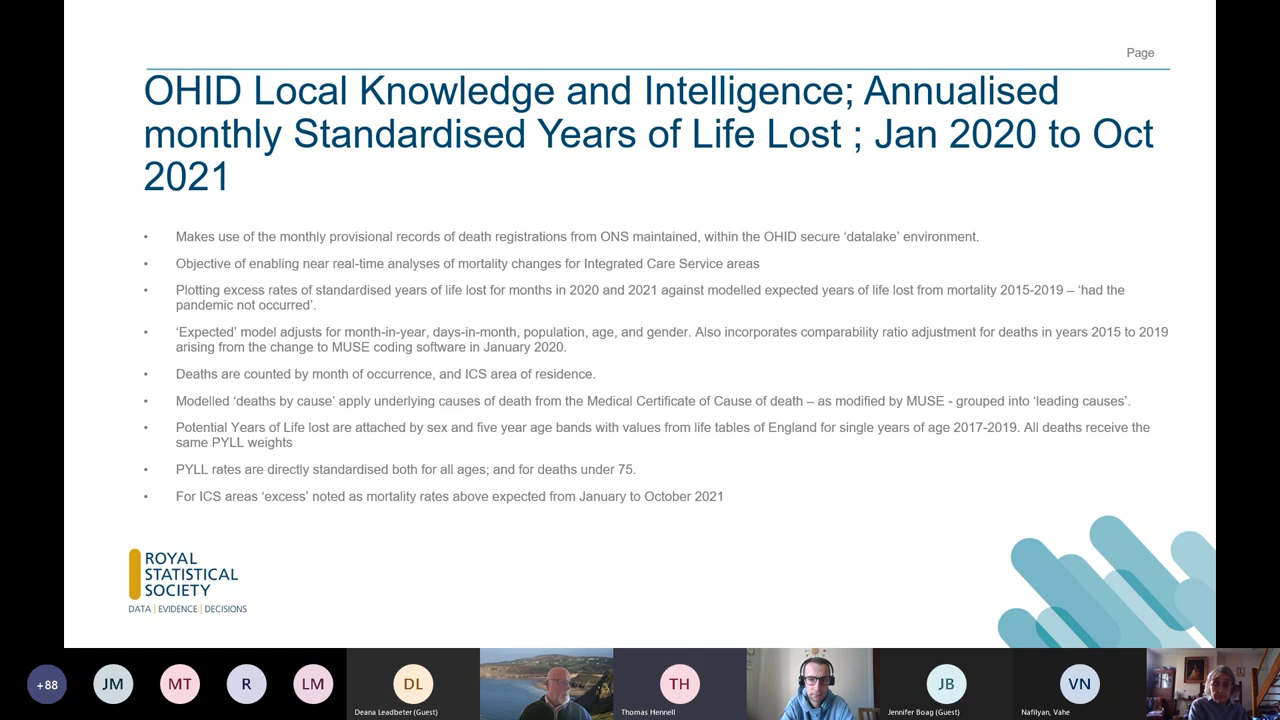 Page
OHID Local Knowledge and Intelligence; Annualised
monthly Standardised Years of Life Lost ; Jan 2020 to Oct
2021
• Makes use of the monthly provisional records of death registrations from ONS maintained, within the OHID secure ‘datalake’ environment.
• Objective of enabling near real-time analyses of mortality changes for Integrated Care Service areas
• Plotting excess rates of standardised years of life lost for months in 2020 and 2021 against modelled expected years of life lost from mortality 2015-2019 – ‘had the
pandemic not occurred’.
• ‘Expected’ model adjusts for month-in-year, days-in-month, population, age, and gender. Also incorporates comparability ratio adjustment for deaths in years 2015 to 2019
arising from the change to MUSE coding software in January 2020.
• Deaths are counted by month of occurrence, and ICS area of residence.
• Modelled ‘deaths by cause’ apply underlying causes of death from the Medical Certificate of Cause of death – as modified by MUSE - grouped into ‘leading causes’.
• Potential Years of Life lost are attached by sex and five year age bands with values from life tables of England for single years of age 2017-2019. All deaths receive the
same PYLL weights
• PYLL rates are directly standardised both for all ages; and for deaths under 75.
• For ICS areas ‘excess’ noted as mortality rates above expected from January to October 2021
ROYAL
STATISTICAL
SOCIETY
DATA | EVIDENCE | DECISIONS
+88 JM MT R LM DL TH JB VN
Deana Leadbeter (Guest) Thomas Hennell Jennifer Boag (Guest) Nafilyan, Vahe